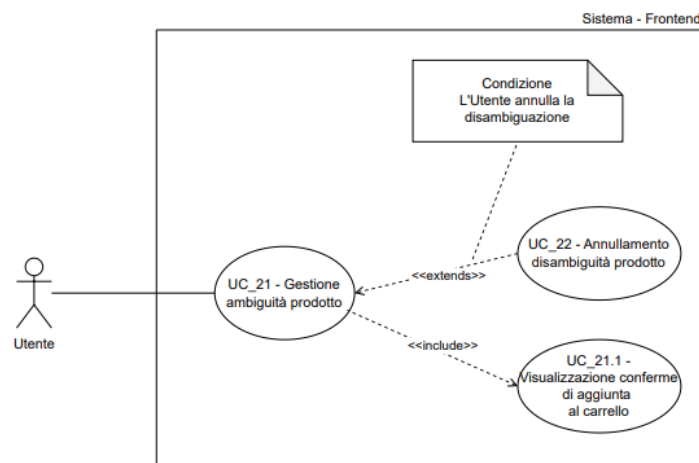 Sistema - Frontend
Condizione
L'Utente annulla la
disambiguazione
UC_22 - Annullamento
disambiguità prodotto
<<extends>>
UC_21 - Gestione
ambiguità prodotto
Utente
<<include>>
UC_21.1 -
Visualizzazione conferme
di aggiunta
al carrello